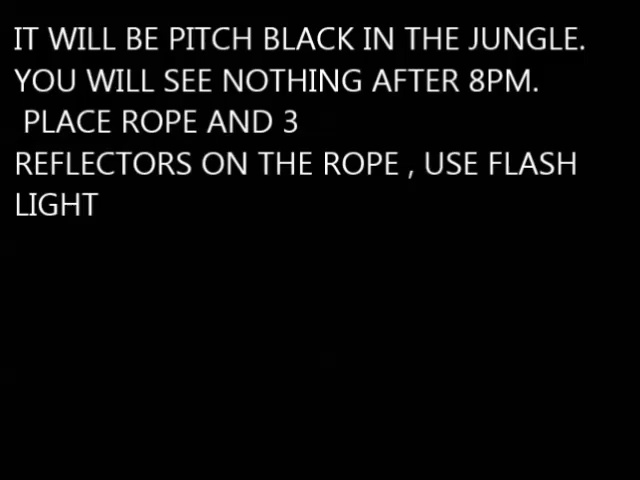 IT WILL BE PITCH BLACK IN THE JUNGLE.
YOU WILL SEE NOTHING AFTER 8PM.
PLACE ROPE AND 3
REFLECTORS ON THE ROPE , USE FLASH
LIGHT